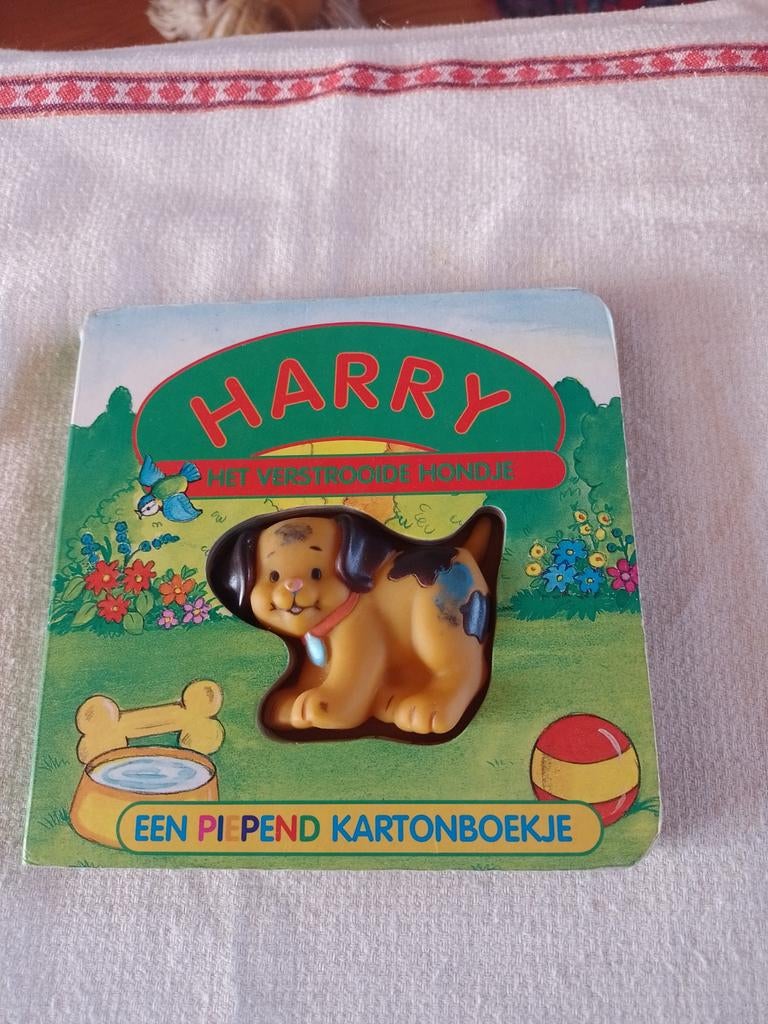 HARRY
HET VERSTROOIDE HONDJE
EEN PIEPEND KARTONBOEKJE